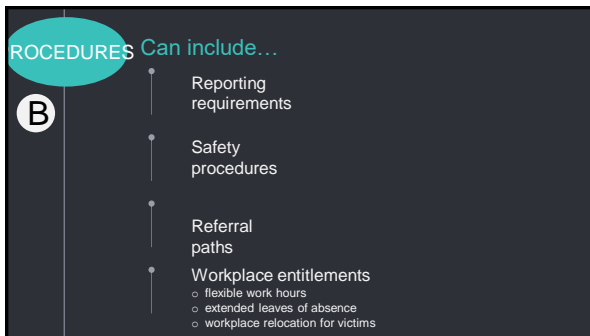 ROCEDURES Can include…
Reporting
requirements
B
Safety
procedures
Referral
paths
Workplace entitlements
o flexible work hours
o extended leaves of absence
o workplace relocation for victims